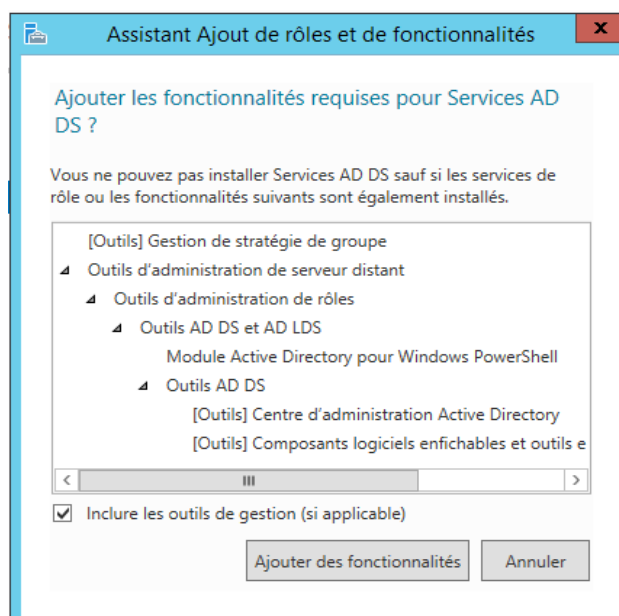 Assistant Ajout de rôles et de fonctionnalités
Ajouter les fonctionnalités requises pour Services AD
DS ?
Vous ne pouvez pas installer Services AD DS sauf si les services de
rôle ou les fonctionnalités suivants sont également installés.
[Outils] Gestion de stratégie de groupe
Outils d'administration de serveur distant
Outils d'administration de rôles
Outils AD DS et AD LDS
Module Active Directory pour Windows PowerShell
Outils AD DS
[Outils] Centre d'administration Active Directory
[Outils] Composants logiciels enfichables et outils e
Inclure les outils de gestion (si applicable)
Ajouter des fonctionnalités Annuler